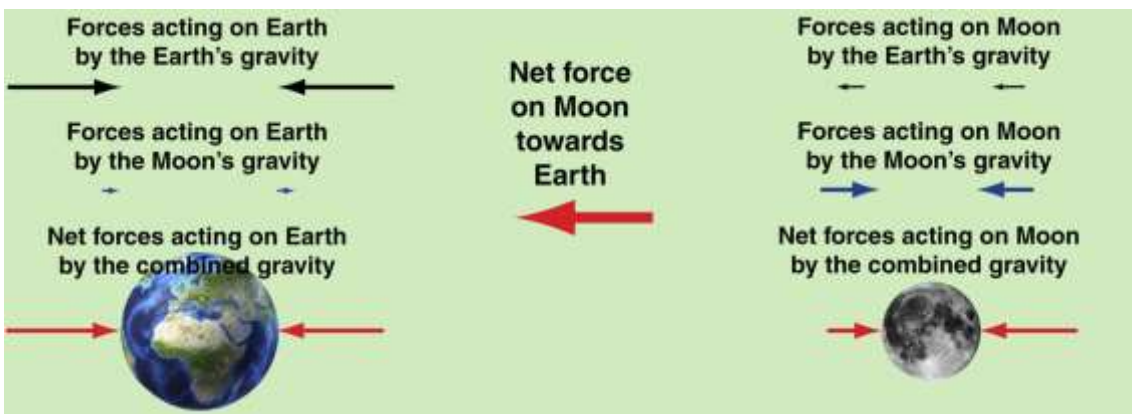 Forces acting on Earth
by the Earth's gravity
Forces acting on Earth
by the Moon's gravity
Net forces acting on Earth
by the combined gravity
Net force
on Moon
towards
Earth
Forces acting on Moon
by the Earth's gravity
Forces acting on Moon
by the Moon's gravity
Net forces acting on Moon
by the combined gravity